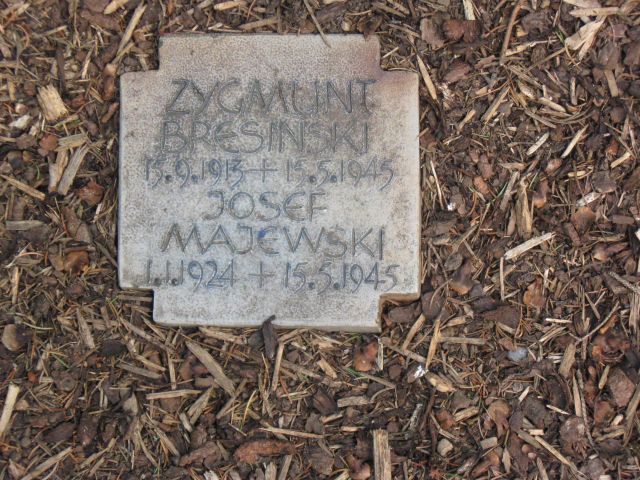 ZYGMUNT
BRESINSKI
15.9.1913 + 15.5.1945
JOSEF
MAJEWSKI
1.1.1924 + 15.5.1945